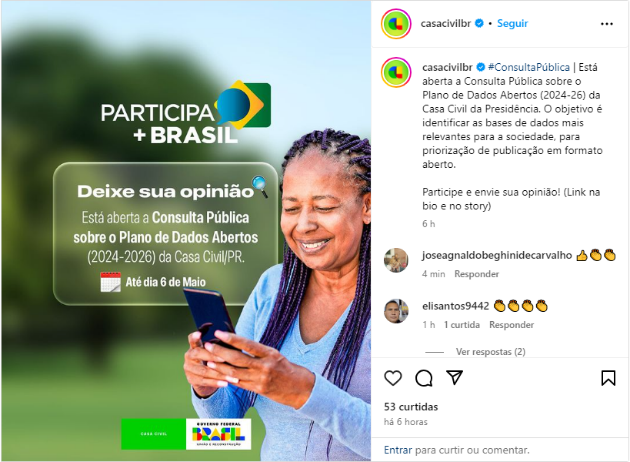 PARTICIPA
+ BRASIL
Deixe sua opinião
Está aberta a Consulta Pública
sobre o Plano de Dados Abertos
(2024-2026) da Casa Civil/PR.
Até dia 6 de Maio
CASA CIVIL
GOVERNO FEDERAL
BRASIL
UNIÃO E RECONSTRUÇÃO
casacivilbr • Seguir
casacivilbr #ConsultaPública | Está
aberta a Consulta Pública sobre o
Plano de Dados Abertos (2024-26) da
Casa Civil da Presidência. O objetivo é
identificar as bases de dados mais
relevantes para a sociedade, para
priorização de publicação em formato
aberto.
Participe e envie sua opinião! (Link na
bio e no story)
6 h
joseagnaldobeghinidecarvalho 👍👏👏
4 min Responder
elisantos9442 👏👏👏👏
1 h 1 curtida Responder
Ver respostas (2)
53 curtidas
há 6 horas
Entrar para curtir ou comentar.